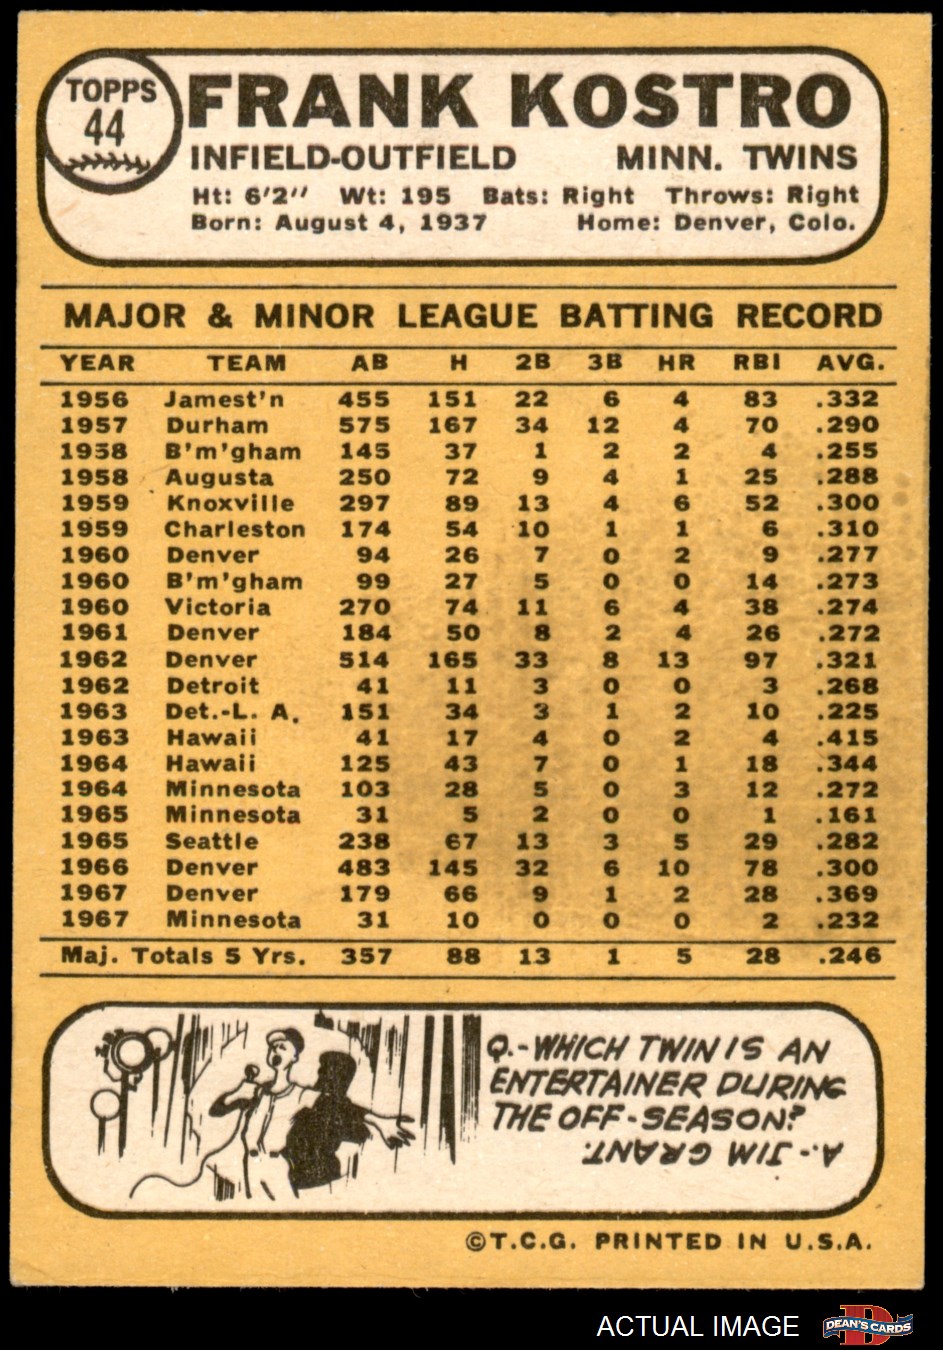 TOPPS
44
FRANK KOSTRO
INFIELD-OUTFIELD MINN. TWINS
Ht: 6'2'' Wt: 195 Bats: Right Throws: Right
Born: August 4, 1937 Home: Denver, Colo.
MAJOR & MINOR LEAGUE BATTING RECORD
YEAR TEAM AB H 2B 3B HR RBI AVG.
1956 Jamest'n 455 151 22 6 4 83 .332
1957 Durham 575 167 34 12 4 70 .290
1958 B'm'gham 145 37 1 2 2 4 .255
1958 Augusta 250 72 9 4 1 25 .288
1959 Knoxville 297 89 13 4 6 52 .300
1959 Charleston 174 54 10 1 1 6 .310
1960 Denver 94 26 7 0 2 9 .277
1960 B'm'gham 99 27 5 0 0 14 .273
1960 Victoria 270 74 11 6 4 38 .274
1961 Denver 184 50 8 2 4 26 .272
1962 Denver 514 165 33 8 13 97 .321
1962 Detroit 41 11 3 0 0 3 .268
1963 Det.-L. A. 151 34 3 1 2 10 .225
1963 Hawaii 41 17 4 0 2 4 .415
1964 Hawaii 125 43 7 0 1 18 .344
1964 Minnesota 103 28 5 0 3 12 .272
1965 Minnesota 31 5 2 0 0 1 .161
1965 Seattle 238 67 13 3 5 29 .282
1966 Denver 483 145 32 6 10 78 .300
1967 Denver 179 66 9 1 2 28 .369
1967 Minnesota 31 10 0 0 0 2 .232
Maj. Totals 5 Yrs. 357 88 13 1 5 28 .246
Q.-WHICH TWIN IS AN
ENTERTAINER DURING
THE OFF-SEASON?
A.-JIM GRANT.
©T.C.G. PRINTED IN U.S.A.
ACTUAL IMAGE
DEAN'S CARDS